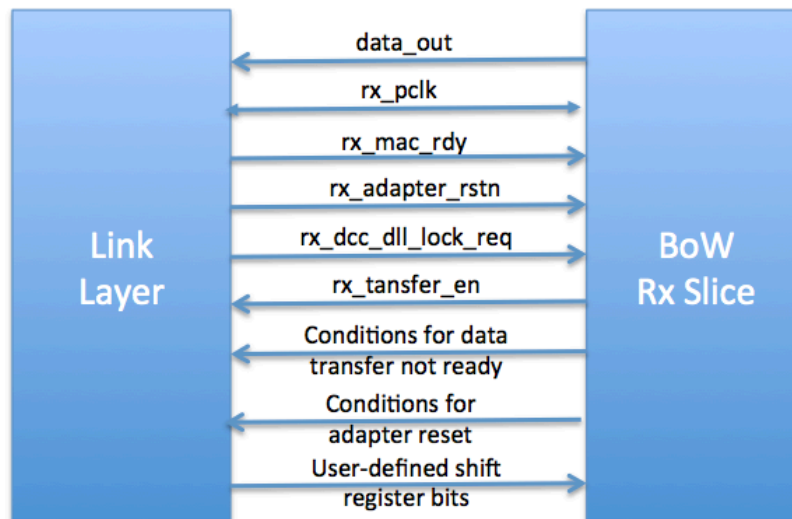 data_out
rx_pclk
rx_mac_rdy
rx_adapter_rstn
Link
Layer
rx_dcc_dll_lock_req
BoW
Rx Slice
rx_tansfer_en
Conditions for data
transfer not ready
Conditions for
adapter reset
User-defined shift
register bits